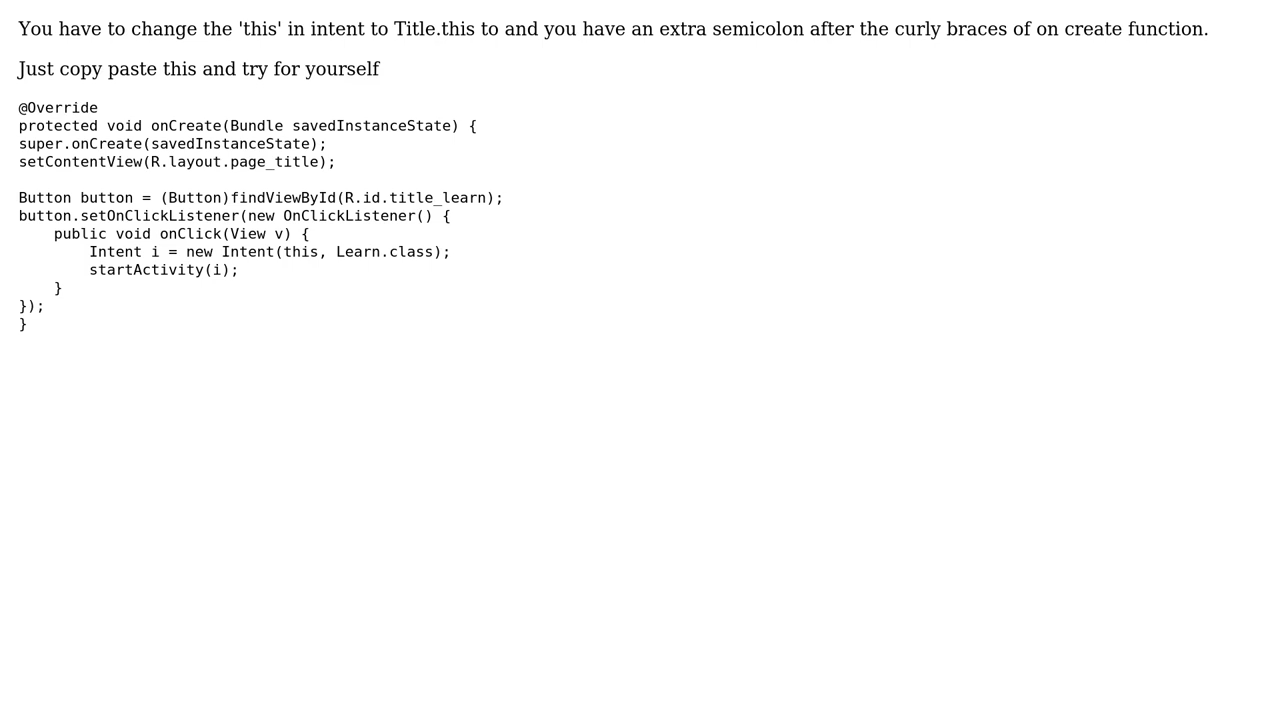 You have to change the 'this' in intent to Title.this to and you have an extra semicolon after the curly braces of on create function.
Just copy paste this and try for yourself
@Override
protected void onCreate(Bundle savedInstanceState) {
super.onCreate(savedInstanceState);
setContentView(R.layout.page_title);

Button button = (Button)findViewById(R.id.title_learn);
button.setOnClickListener(new OnClickListener() {
    public void onClick(View v) {
        Intent i = new Intent(this, Learn.class);
        startActivity(i);
    }
});
}